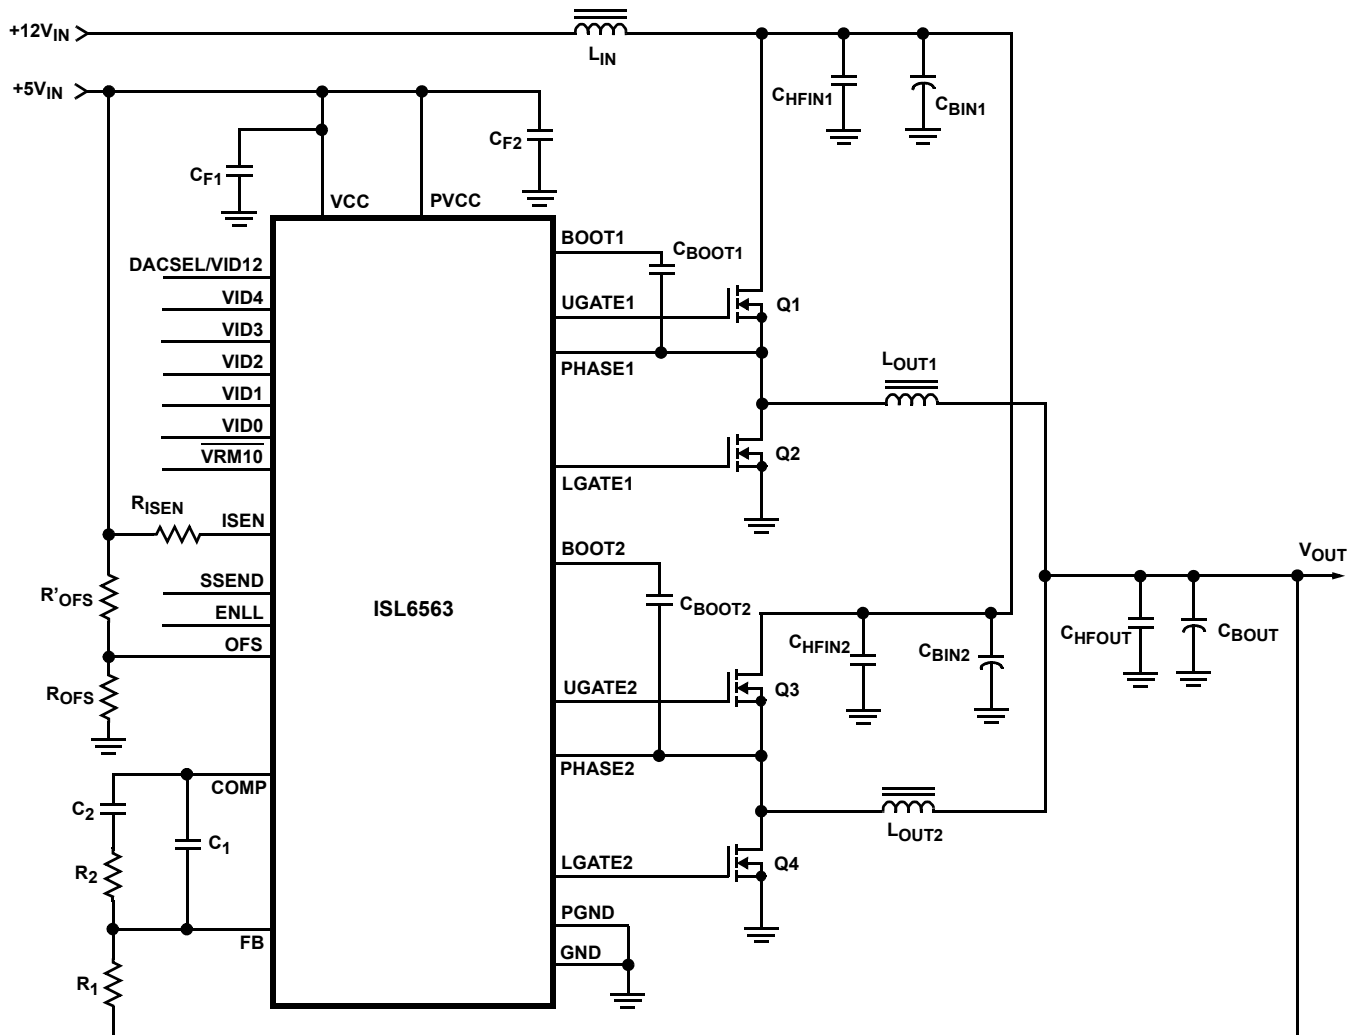 +12VIN
LIN
+5VIN
CHFIN1
CBIN1
CF2
CF1
VCC
PVCC
BOOT1
CBOOT1
DACSEL/VID12
VID4
UGATE1
Q1
VID3
VID2
PHASE1
LOUT1
VID1
VID0
VRM10
Q2
LGATE1
RISEN
ISEN
BOOT2
VOUT
SSEND
R'OFS
ISL6563
CBOOT2
ENLL
CHFIN2
CBIN2
CHFOUT
CBOUT
OFS
ROFS
UGATE2
Q3
PHASE2
COMP
C2
C1
LOUT2
R2
LGATE2
Q4
PGND
FB
GND
R1